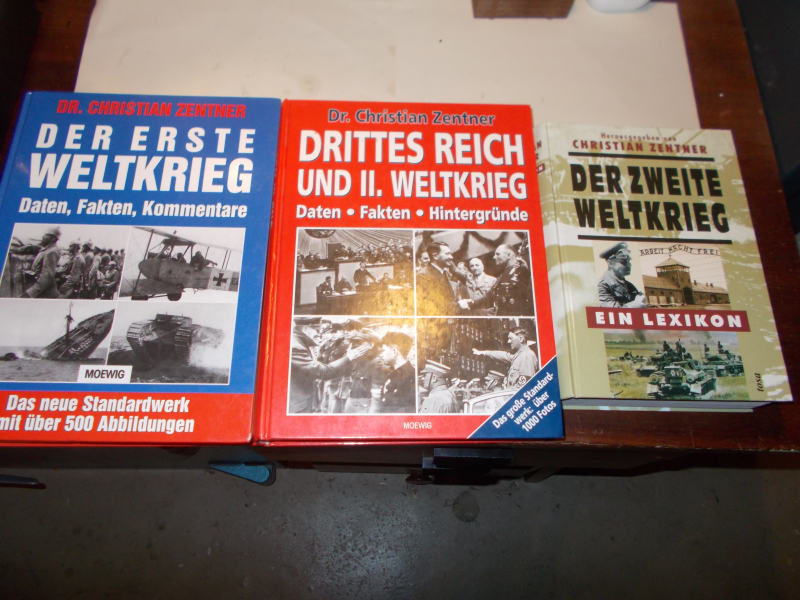 DR. CHRISTIAN ZENTNER
DER ERSTE
WELTKRIEG
Daten, Fakten, Kommentare
MOEWIG
Das neue Standardwerk
mit über 500 Abbildungen
Dr. Christian Zentner
DRITTES REICH
UND II. WELTKRIEG
Daten • Fakten • Hintergründe
Das große Standard-
werk: über
1000 Fotos
MOEWIG
Herausgegeben von
CHRISTIAN ZENTNER
DER ZWEITE
WELTKRIEG
ARBEIT MACHT FREI
EIN LEXIKON
tosa